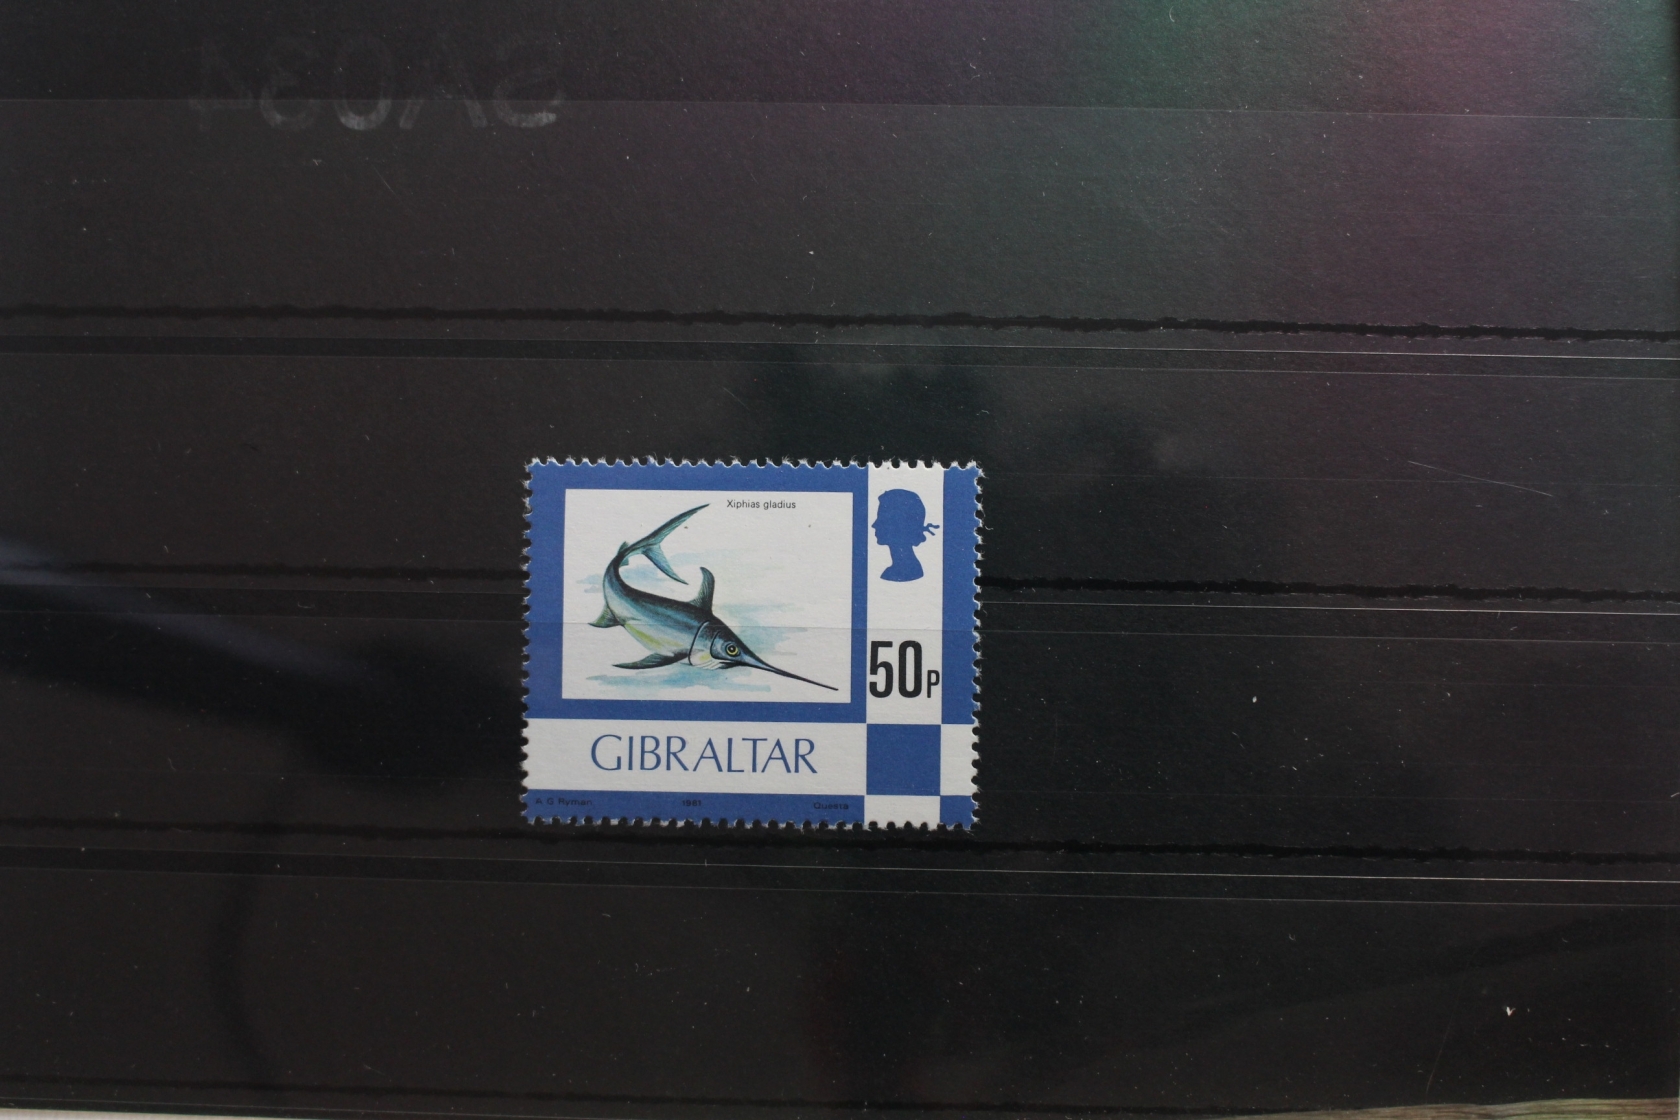 Xiphias gladius
50P
GIBRALTAR
A G Ryman 1981 Questa